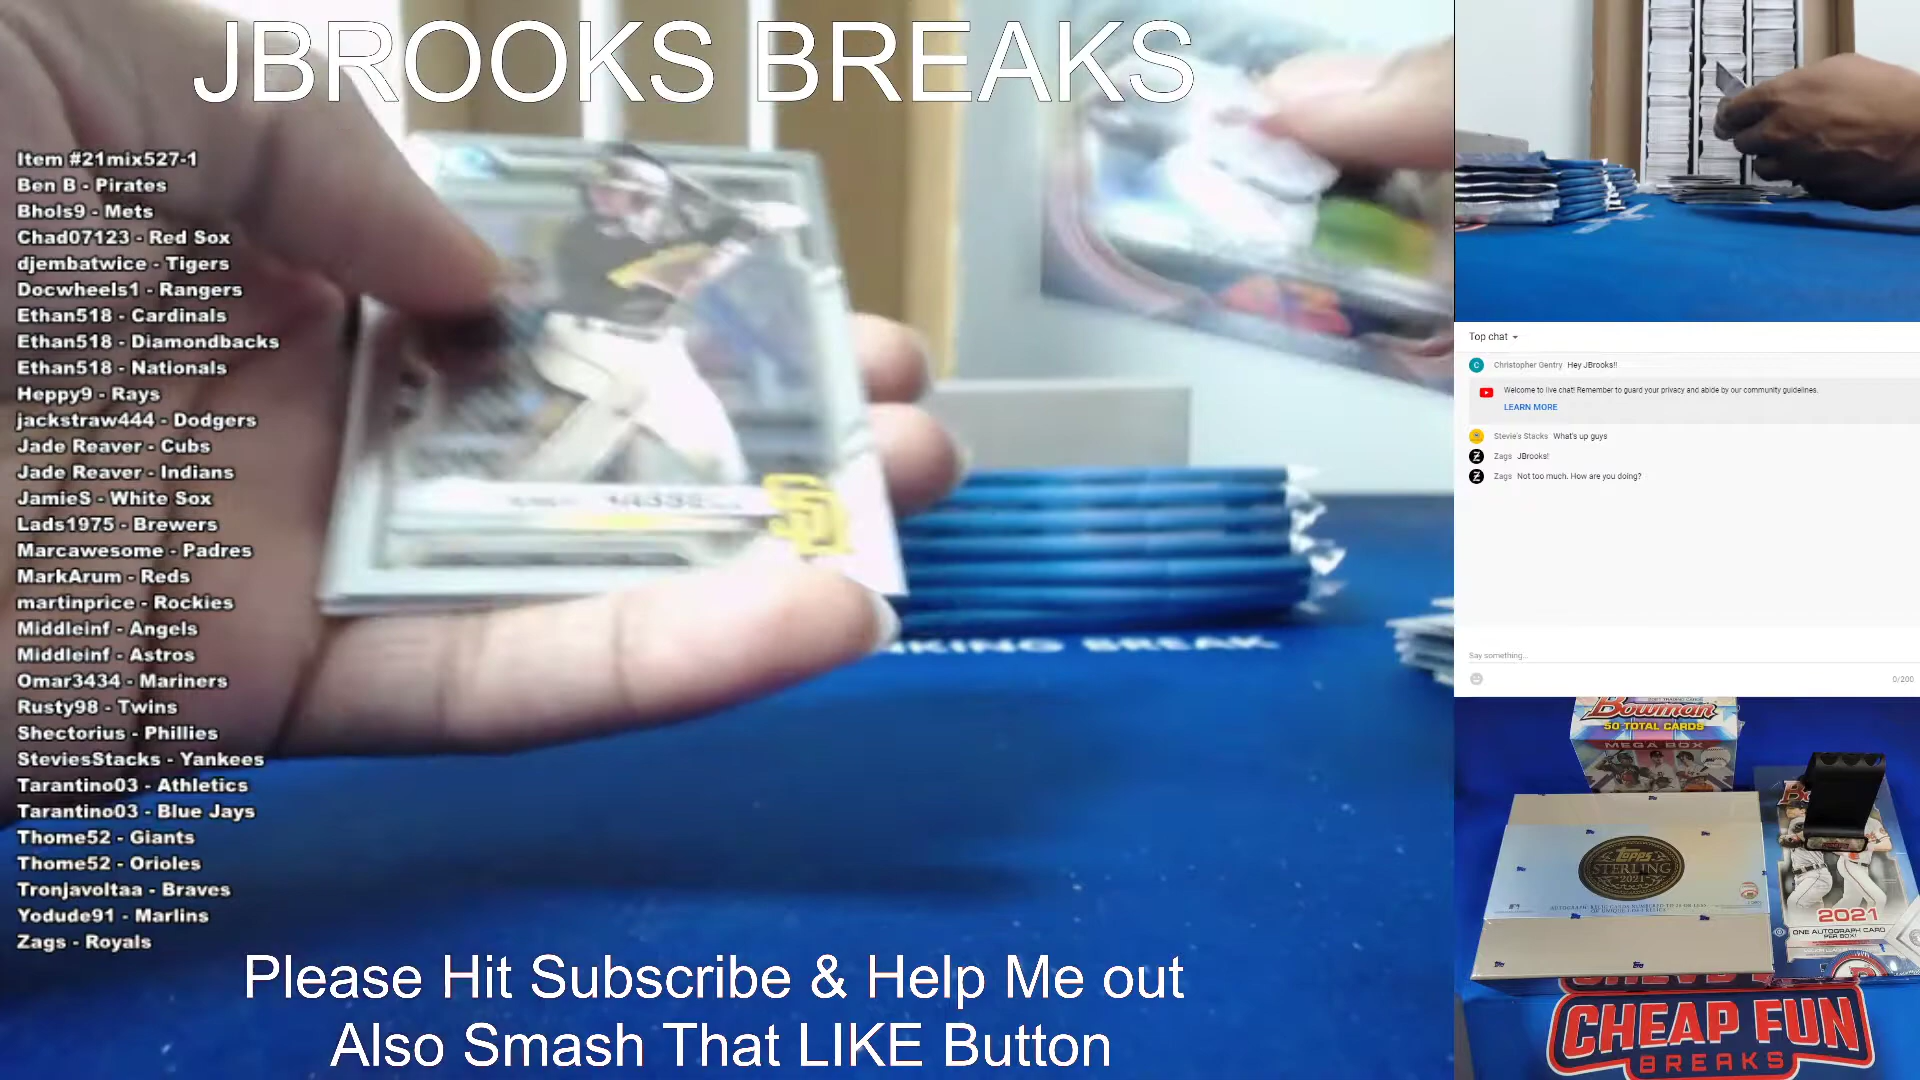 JBROOKS BREAKS
Item #21mix527-1
Ben B - Pirates
Bhols9 - Mets
Chad07123 - Red Sox
djembatwice - Tigers
Docwheels1 - Rangers
Ethan518 - Cardinals
Ethan518 - Diamondbacks
Ethan518 - Nationals
Heppy9 - Rays
jackstraw444 - Dodgers
Jade Reaver - Cubs
Jade Reaver - Indians
JamieS - White Sox
Lads1975 - Brewers
Marcawesome - Padres
MarkArum - Reds
martinprice - Rockies
Middleinf - Angels
Middleinf - Astros
Omar3434 - Mariners
Rusty98 - Twins
Shectorius - Phillies
SteviesStacks - Yankees
Tarantino03 - Athletics
Tarantino03 - Blue Jays
Thome52 - Giants
Thome52 - Orioles
Tronjavoltaa - Braves
Yodude91 - Marlins
Zags - Royals
Please Hit Subscribe & Help Me out
Also Smash That LIKE Button
SD
BREAK
Top chat
C Christopher Gentry Hey JBrooks!!
Welcome to live chat! Remember to guard your privacy and abide by our community guidelines.
LEARN MORE
Stevie's Stacks What's up guys
Z Zags JBrooks!
Z Zags Not too much. How are you doing?
Say something...
0/200
Bowman
50 TOTAL CARDS
MEGA BOX
Topps
STERLING
2021
2021
ONE AUTOGRAPH CARD
PER BOX!
CHEAP FUN
BREAKS